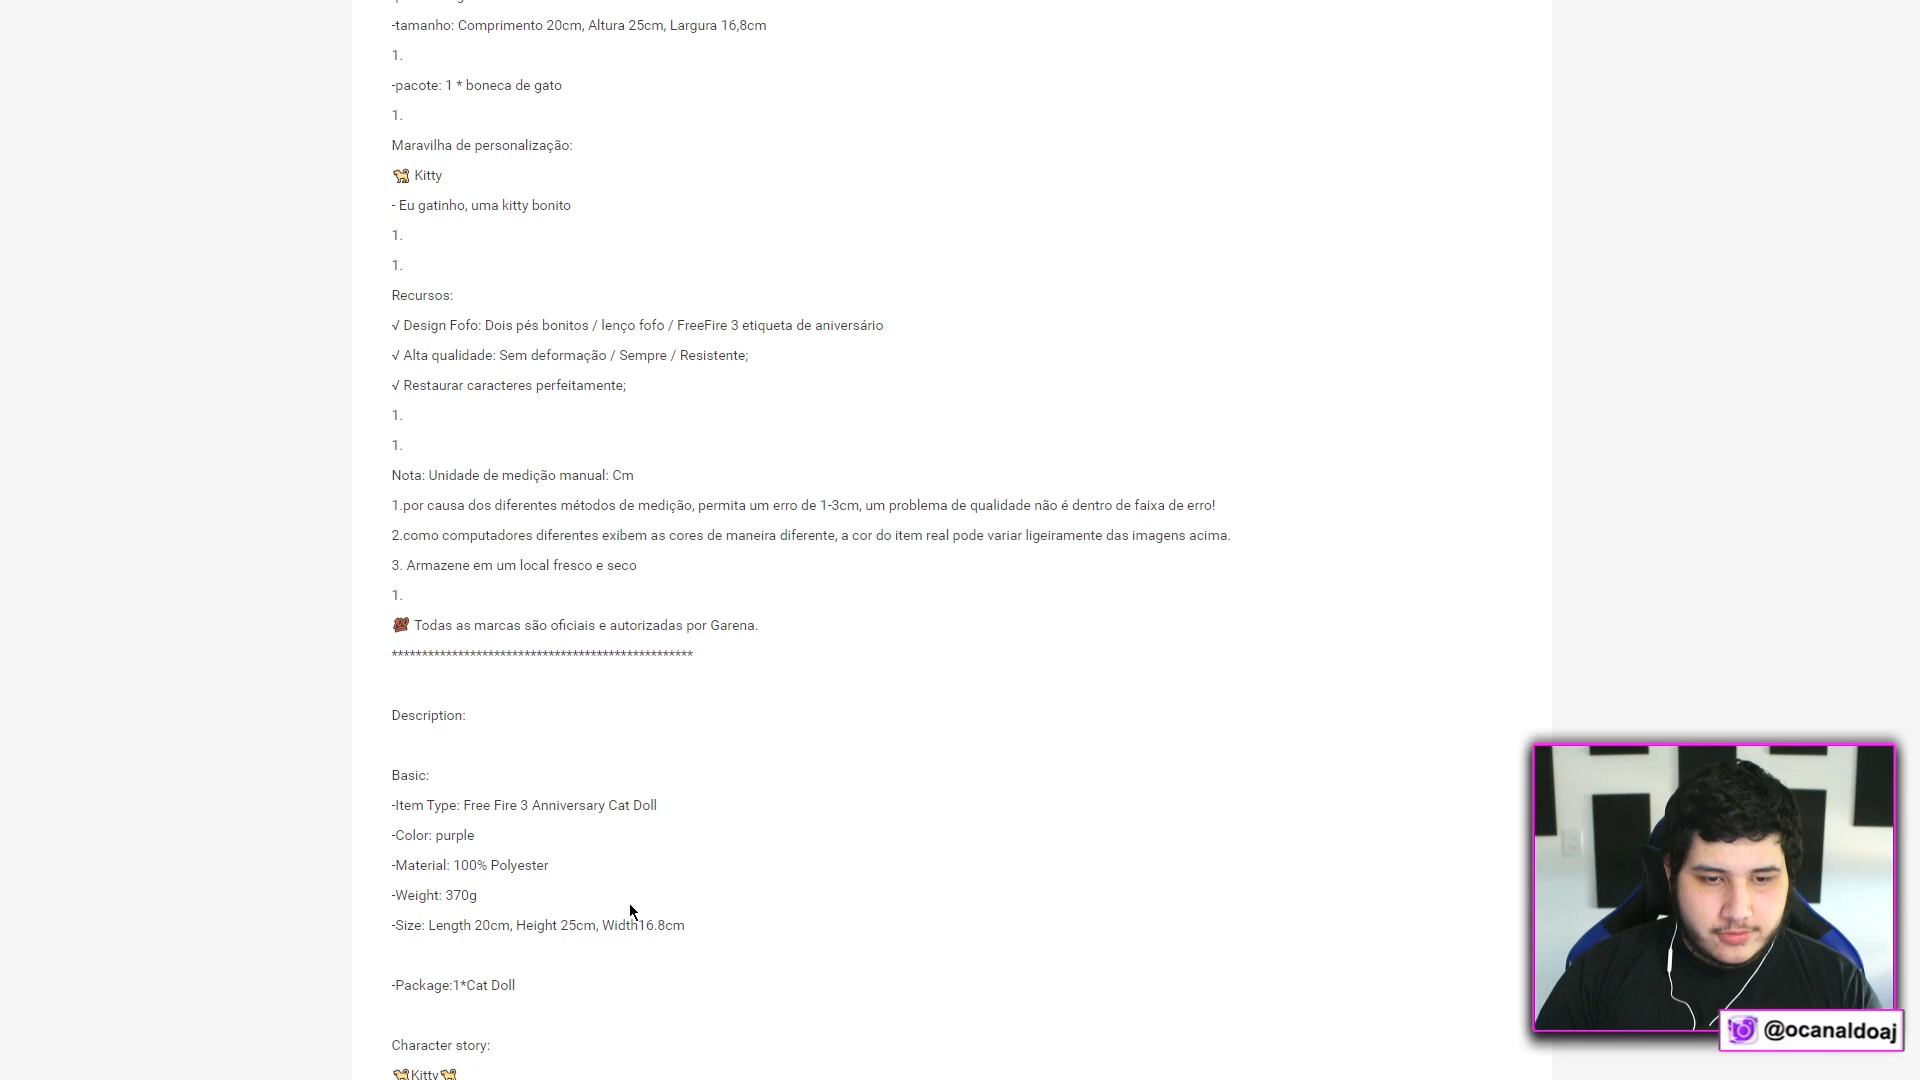 -tamanho: Comprimento 20cm, Altura 25cm, Largura 16,8cm
1.
-pacote: 1 * boneca de gato
1.
Maravilha de personalização:
Kitty
- Eu gatinho, uma kitty bonito
1.
1.
Recursos:
√ Design Fofo: Dois pés bonitos / lenço fofo / FreeFire 3 etiqueta de aniversário
√ Alta qualidade: Sem deformação / Sempre / Resistente;
√ Restaurar caracteres perfeitamente;
1.
1.
Nota: Unidade de medição manual: Cm
1.por causa dos diferentes métodos de medição, permita um erro de 1-3cm, um problema de qualidade não é dentro de faixa de erro!
2.como computadores diferentes exibem as cores de maneira diferente, a cor do item real pode variar ligeiramente das imagens acima.
3. Armazene em um local fresco e seco
1.
💯 Todas as marcas são oficiais e autorizadas por Garena.
**************************************************
Description:
Basic:
-Item Type: Free Fire 3 Anniversary Cat Doll
-Color: purple
-Material: 100% Polyester
-Weight: 370g
-Size: Length 20cm, Height 25cm, Width16.8cm
-Package:1*Cat Doll
Character story:
Kitty
@ocanaldoaj